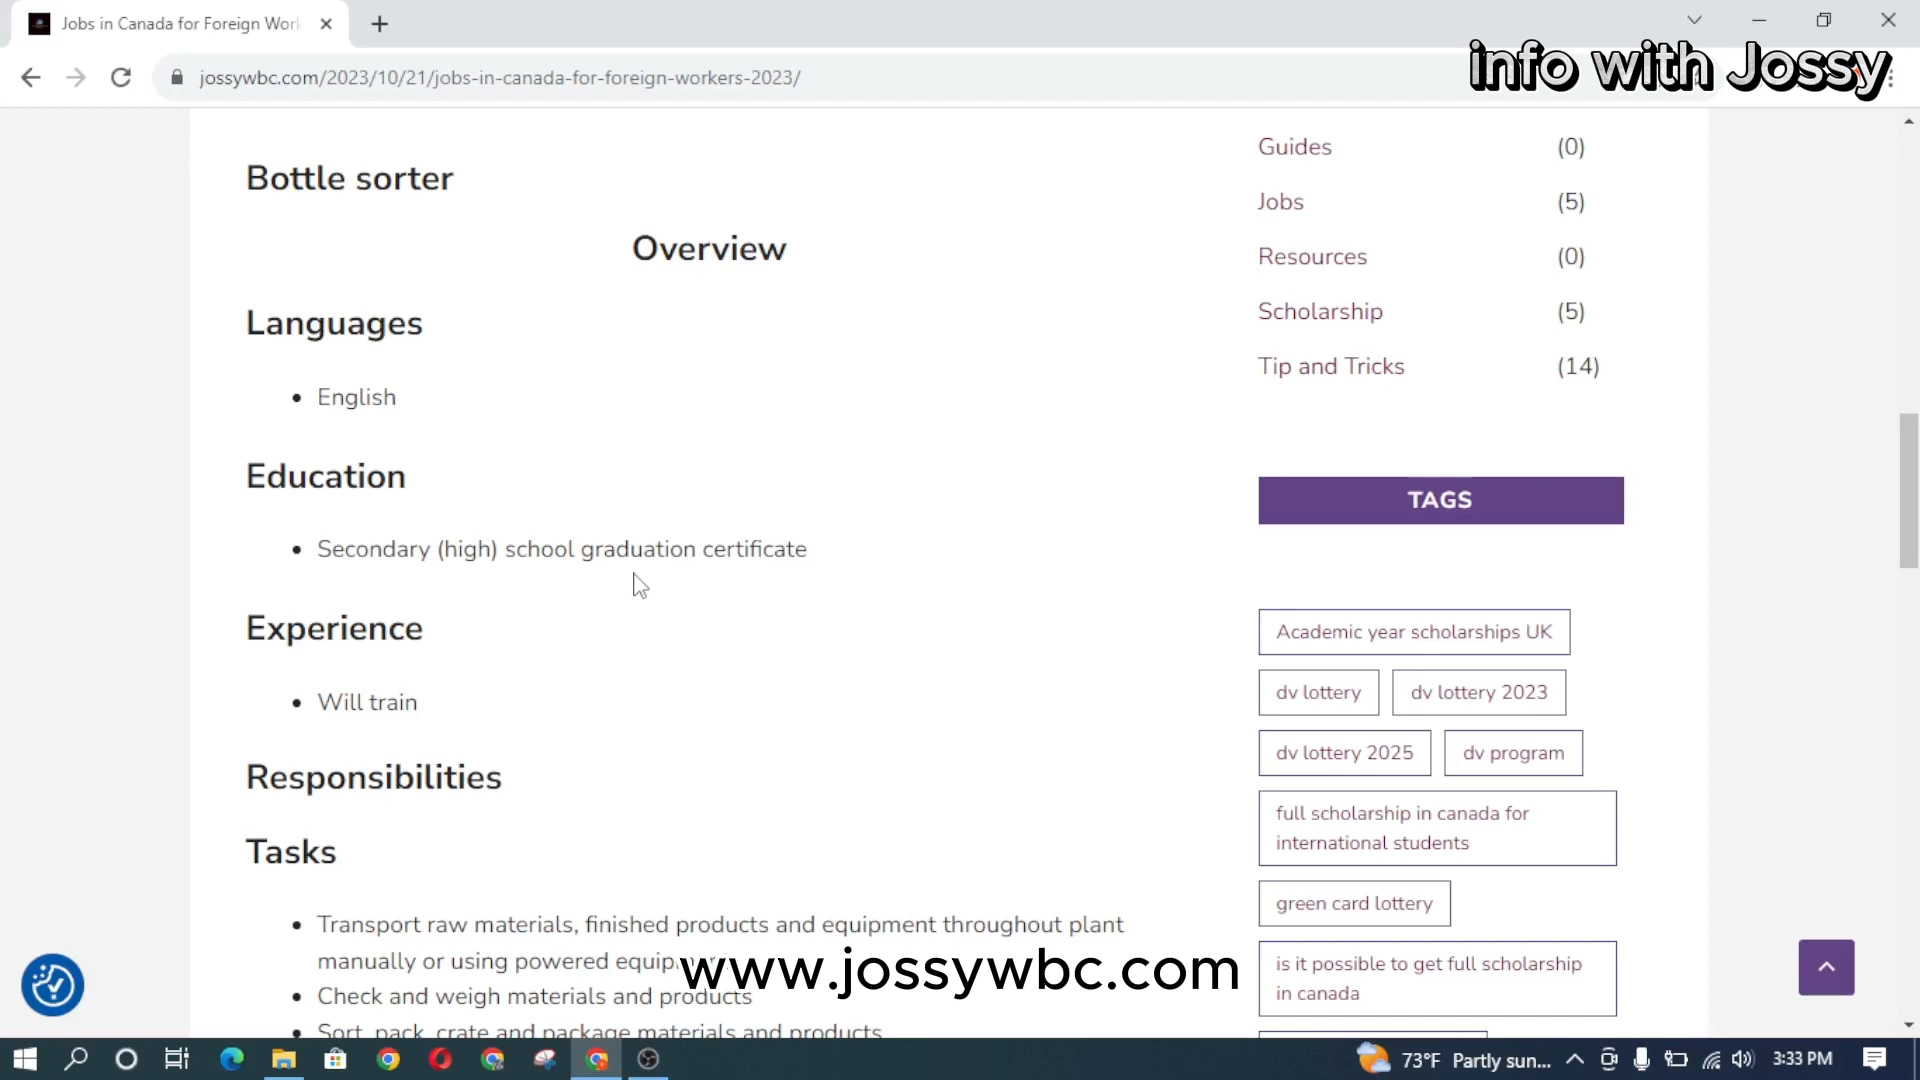 Jobs in Canada for Foreign Work
jossywbc.com/2023/10/21/jobs-in-canada-for-foreign-workers-2023/
info with Jossy
Bottle sorter
Overview
Languages
English
Education
Secondary (high) school graduation certificate
Experience
Will train
Responsibilities
Tasks
Transport raw materials, finished products and equipment throughout plant
manually or using powered equipment
Check and weigh materials and products
Sort, pack, crate and package materials and products
www.jossywbc.com
Guides (0)
Jobs (5)
Resources (0)
Scholarship (5)
Tip and Tricks (14)
TAGS
Academic year scholarships UK
dv lottery dv lottery 2023
dv lottery 2025 dv program
full scholarship in canada for
international students
green card lottery
is it possible to get full scholarship
in canada
73°F Partly sun... 3:33 PM